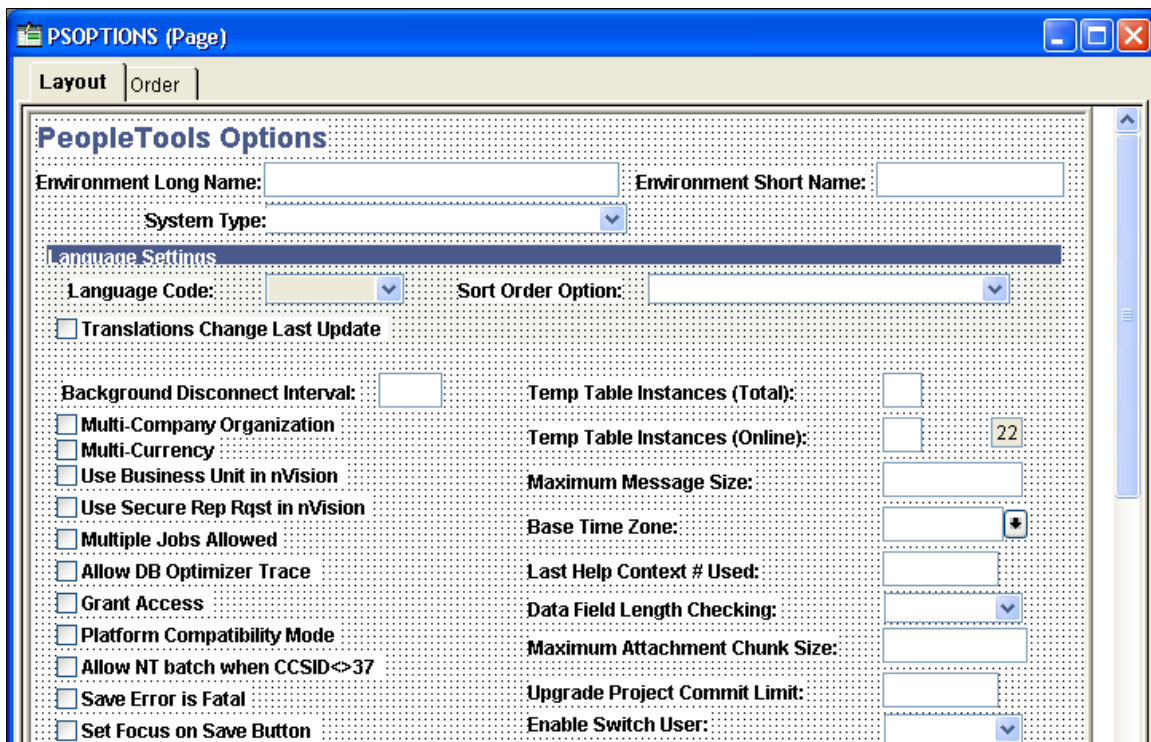 PSOPTIONS (Page)
Layout Order
PeopleTools Options
Environment Long Name: Environment Short Name:
System Type:
Language Settings
Language Code: Sort Order Option:
Translations Change Last Update
Background Disconnect Interval: Temp Table Instances (Total):
Multi-Company Organization
Temp Table Instances (Online): 22
Multi-Currency
Use Business Unit in nVision
Maximum Message Size:
Use Secure Rep Rqst in nVision
Base Time Zone:
Multiple Jobs Allowed
Allow DB Optimizer Trace Last Help Context # Used:
Grant Access Data Field Length Checking:
Platform Compatibility Mode
Maximum Attachment Chunk Size:
Allow NT batch when CCSID<>37
Save Error is Fatal Upgrade Project Commit Limit:
Set Focus on Save Button Enable Switch User: